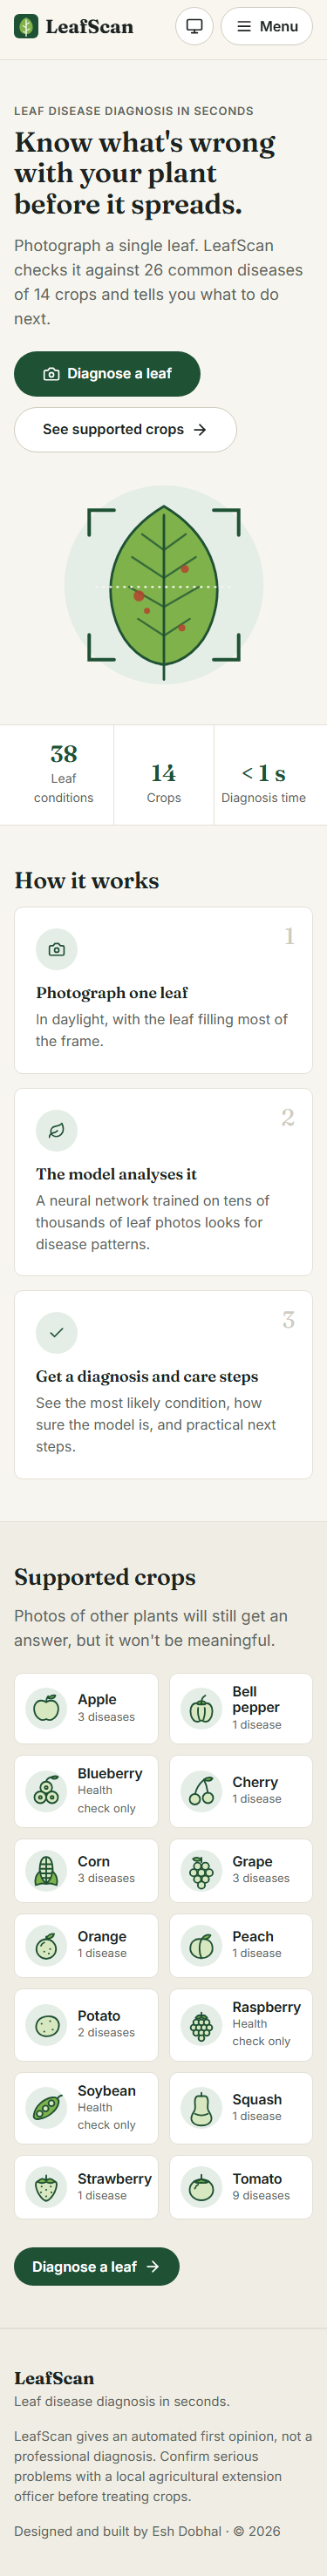 LeafScan
Menu
LEAF DISEASE DIAGNOSIS IN SECONDS
Know what's wrong
with your plant
before it spreads.
Photograph a single leaf. LeafScan
checks it against 26 common diseases
of 14 crops and tells you what to do
next.
Diagnose a leaf
See supported crops
38
Leaf
conditions
14
Crops
< 1 s
Diagnosis time
How it works
1
Photograph one leaf
In daylight, with the leaf filling most of
the frame.
2
The model analyses it
A neural network trained on tens of
thousands of leaf photos looks for
disease patterns.
3
Get a diagnosis and care steps
See the most likely condition, how
sure the model is, and practical next
steps.
Supported crops
Photos of other plants will still get an
answer, but it won't be meaningful.
Apple
3 diseases
Bell
pepper
1 disease
Blueberry
Health
check only
Cherry
1 disease
Corn
3 diseases
Grape
3 diseases
Orange
1 disease
Peach
1 disease
Potato
2 diseases
Raspberry
Health
check only
Soybean
Health
check only
Squash
1 disease
Strawberry
1 disease
Tomato
9 diseases
Diagnose a leaf
LeafScan
Leaf disease diagnosis in seconds.
LeafScan gives an automated first opinion, not a
professional diagnosis. Confirm serious
problems with a local agricultural extension
officer before treating crops.
Designed and built by Esh Dobhal · © 2026